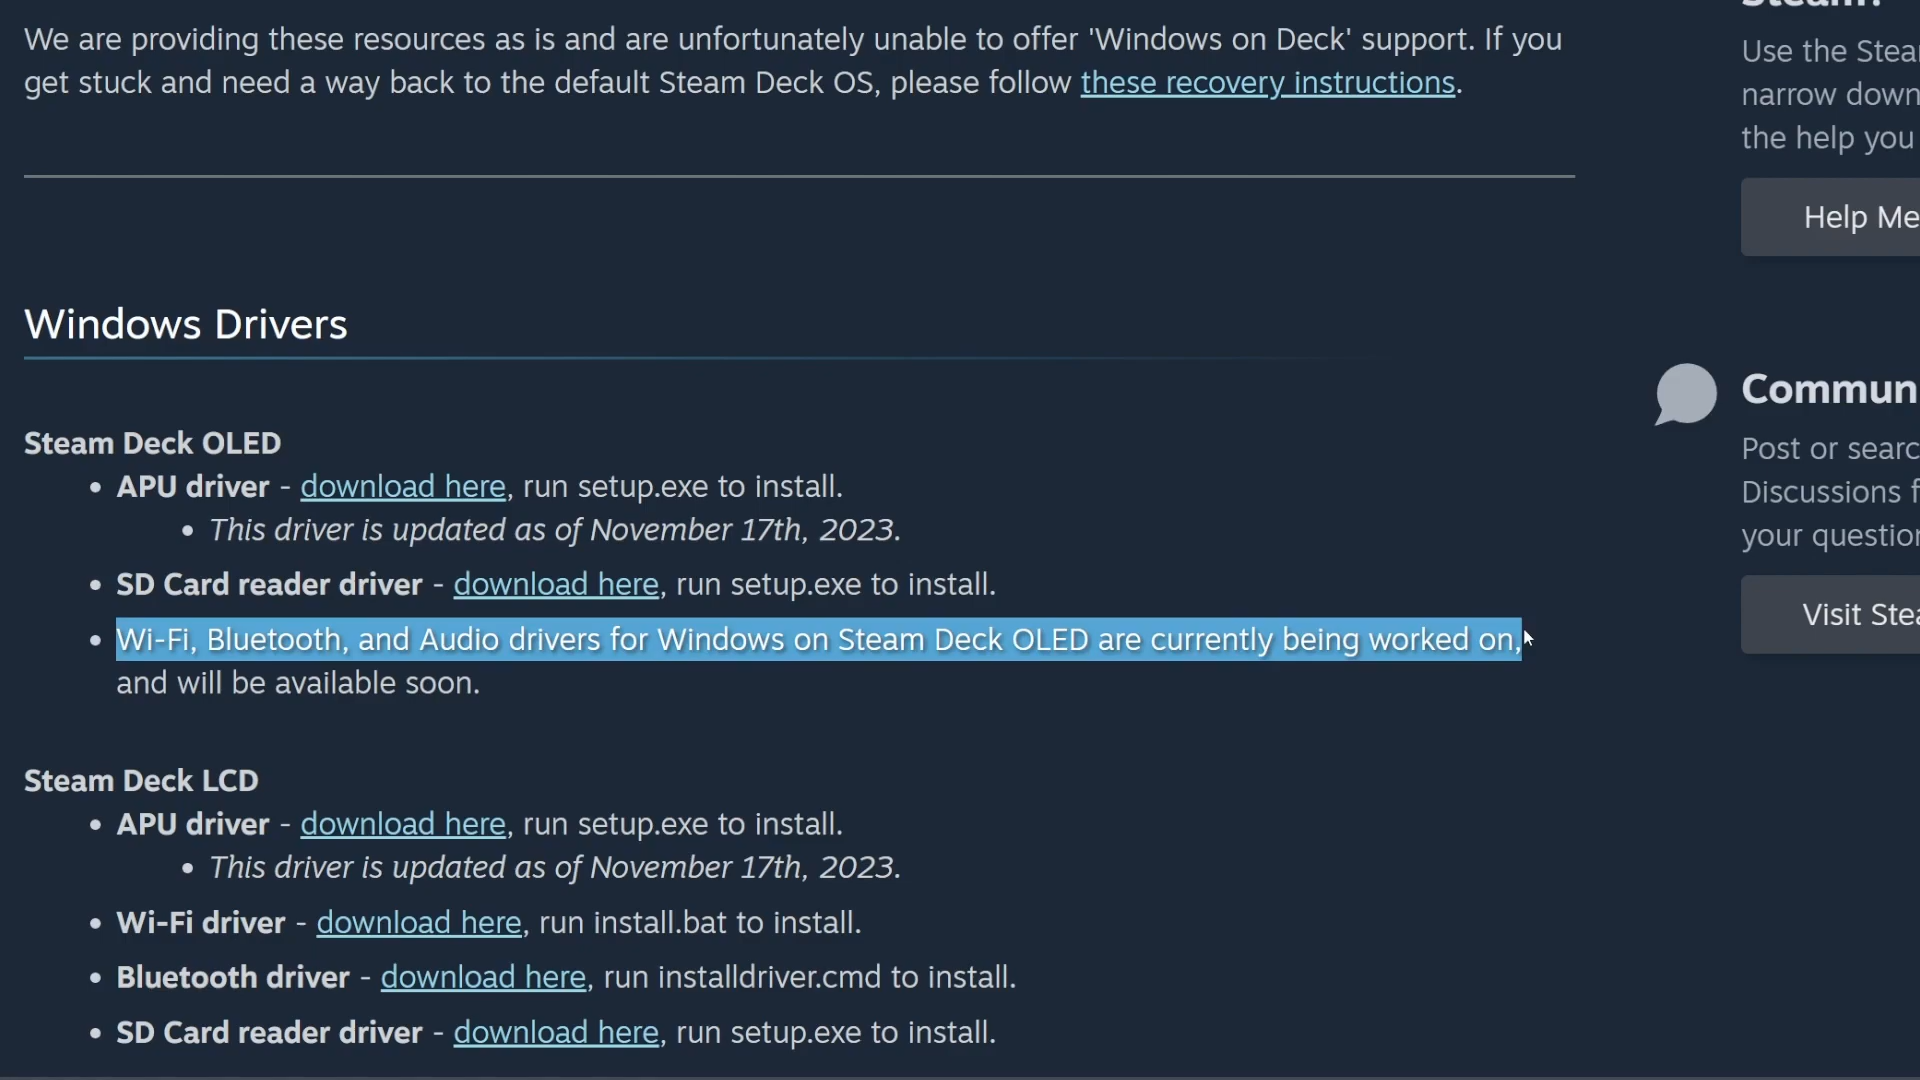 We are providing these resources as is and are unfortunately unable to offer 'Windows on Deck' support. If you
get stuck and need a way back to the default Steam Deck OS, please follow these recovery instructions.
Windows Drivers
Steam Deck OLED
• APU driver - download here, run setup.exe to install.
• This driver is updated as of November 17th, 2023.
• SD Card reader driver - download here, run setup.exe to install.
• Wi-Fi, Bluetooth, and Audio drivers for Windows on Steam Deck OLED are currently being worked on,
and will be available soon.
Steam Deck LCD
• APU driver - download here, run setup.exe to install.
• This driver is updated as of November 17th, 2023.
• Wi-Fi driver - download here, run install.bat to install.
• Bluetooth driver - download here, run installdriver.cmd to install.
• SD Card reader driver - download here, run setup.exe to install.
Steam?
Use the Stea
narrow down
the help you
Help Me
Commun
Post or searc
Discussions f
your question
Visit Stea